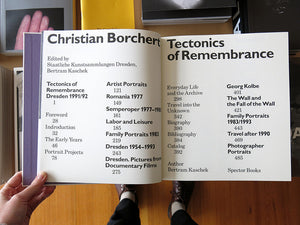 Christian Borchert
Edited by
Staatliche Kunstsammlungen Dresden,
Bertram Kaschek
Tectonics of
Remembrance
Dresden 1991/92
1
Foreword
28
Introduction
32
The Early Years
46
Portrait Projects
78
Artist Portraits
121
Romania 1977
149
Semperoper 1977–1985
161
Labor and Leisure
185
Family Portraits 1983
219
Dresden 1954–1993
243
Dresden. Pictures from
Documentary Films
275
Tectonics
of Remembrance
Everyday Life
and the Archive
298
Travel into the
Unknown
342
Biography
390
Bibliography
384
Catalog
392
Author
Bertram Kaschek
Georg Kolbe
401
The Wall and
the Fall of the Wall
421
Family Portraits
1983/1993
443
Travel after 1990
469
Photographer
Portraits
485
Spector Books